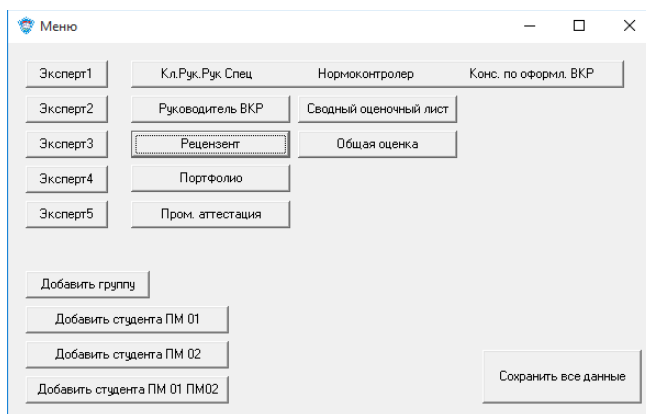 Меню
Эксперт1 Кл.Рук.Рук Спец Нормоконтролер Конс. по оформл. ВКР
Эксперт2 Руководитель ВКР Сводный оценочный лист
Эксперт3 Рецензент Общая оценка
Эксперт4 Портфолио
Эксперт5 Пром. аттестация
Добавить группу
Добавить студента ПМ 01
Добавить студента ПМ 02
Добавить студента ПМ 01 ПМ02
Сохранить все данные